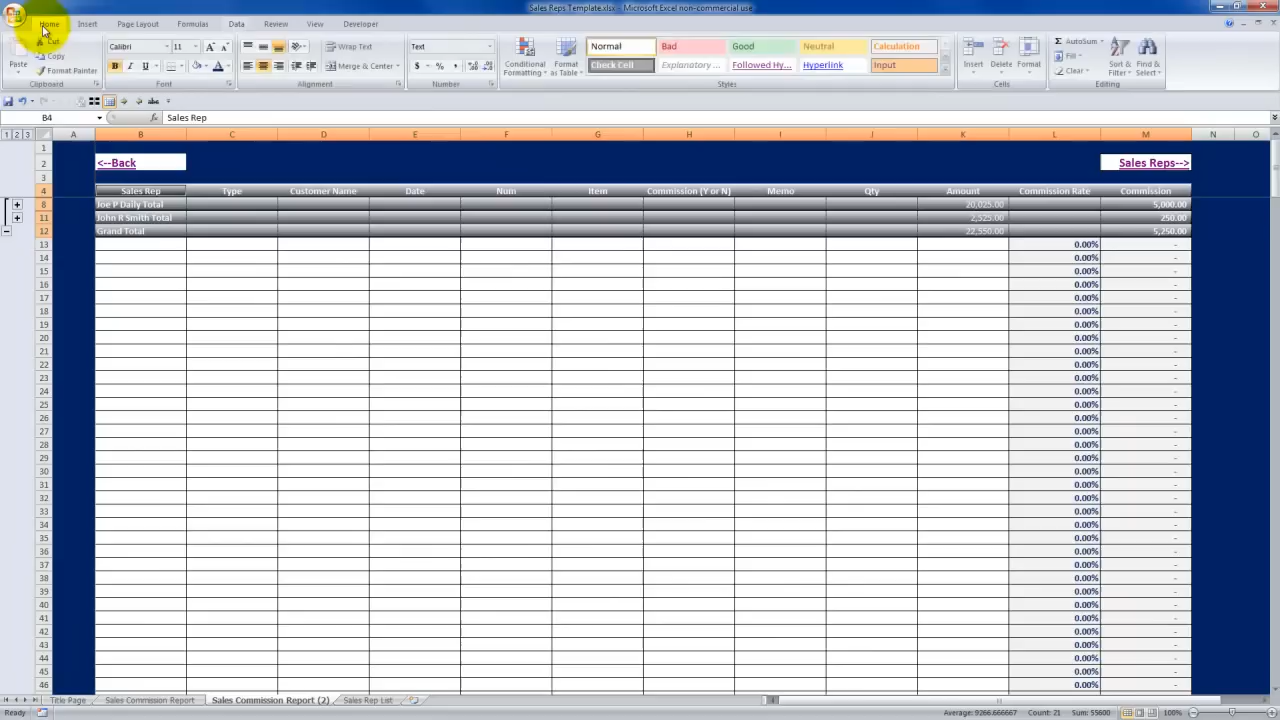 Sales Reps Template.xlsx - Microsoft Excel non-commercial use
Home Insert Page Layout Formulas Data Review View Developer
Cut
Copy
Format Painter
Paste
Clipboard
Calibri 11
B I U
Font
Wrap Text
Merge & Center
Alignment
Text
$ % ,
Number
Conditional Formatting
Format as Table
Normal Bad Good Neutral Calculation
Check Cell Explanatory ... Followed Hy... Hyperlink Input
Styles
Insert Delete Format
Cells
Σ AutoSum
Fill
Clear
Sort & Filter
Find & Select
Editing
B4 fx Sales Rep
1 2 3 A B C D E F G H I J K L M N O
1
2 <--Back Sales Reps-->
3
4 Sales Rep Type Customer Name Date Num Item Commission (Y or N) Memo Qty Amount Commission Rate Commission
8 Joe P Daily Total 20,025.00 5,000.00
11 John R Smith Total 2,525.00 250.00
12 Grand Total 22,550.00 5,250.00
13 0.00% -
14 0.00% -
15 0.00% -
16 0.00% -
17 0.00% -
18 0.00% -
19 0.00% -
20 0.00% -
21 0.00% -
22 0.00% -
23 0.00% -
24 0.00% -
25 0.00% -
26 0.00% -
27 0.00% -
28 0.00% -
29 0.00% -
30 0.00% -
31 0.00% -
32 0.00% -
33 0.00% -
34 0.00% -
35 0.00% -
36 0.00% -
37 0.00% -
38 0.00% -
39 0.00% -
40 0.00% -
41 0.00% -
42 0.00% -
43 0.00% -
44 0.00% -
45 0.00% -
46 0.00% -
Title Page Sales Commission Report Sales Commission Report (2) Sales Rep List
Ready Average: 9266.666667 Count: 21 Sum: 55600 100%